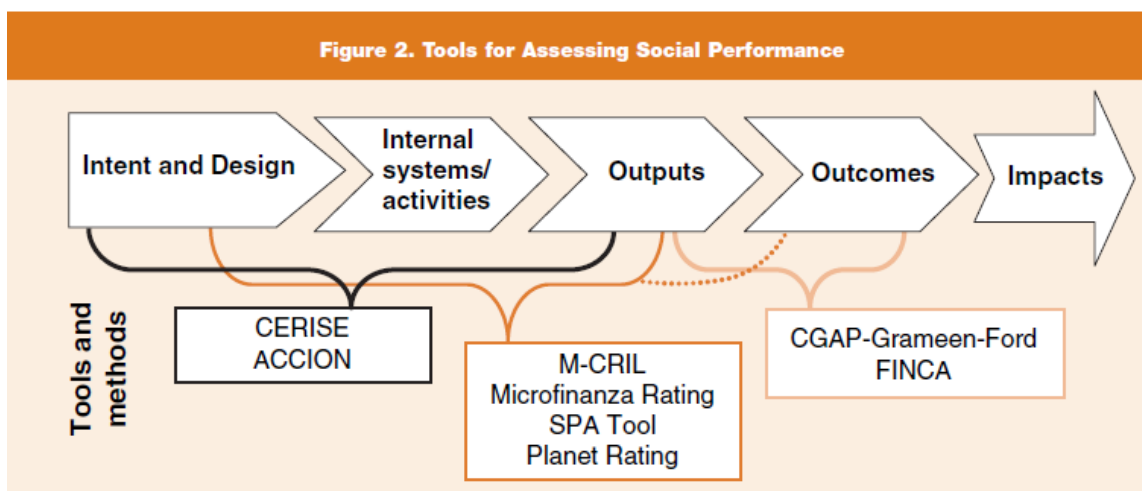 Figure 2. Tools for Assessing Social Performance
Intent and Design
Internal
systems/
activities
Outputs
Outcomes
Impacts
Tools and
methods
CERISE
ACCION
M-CRIL
Microfinanza Rating
SPA Tool
Planet Rating
CGAP-Grameen-Ford
FINCA